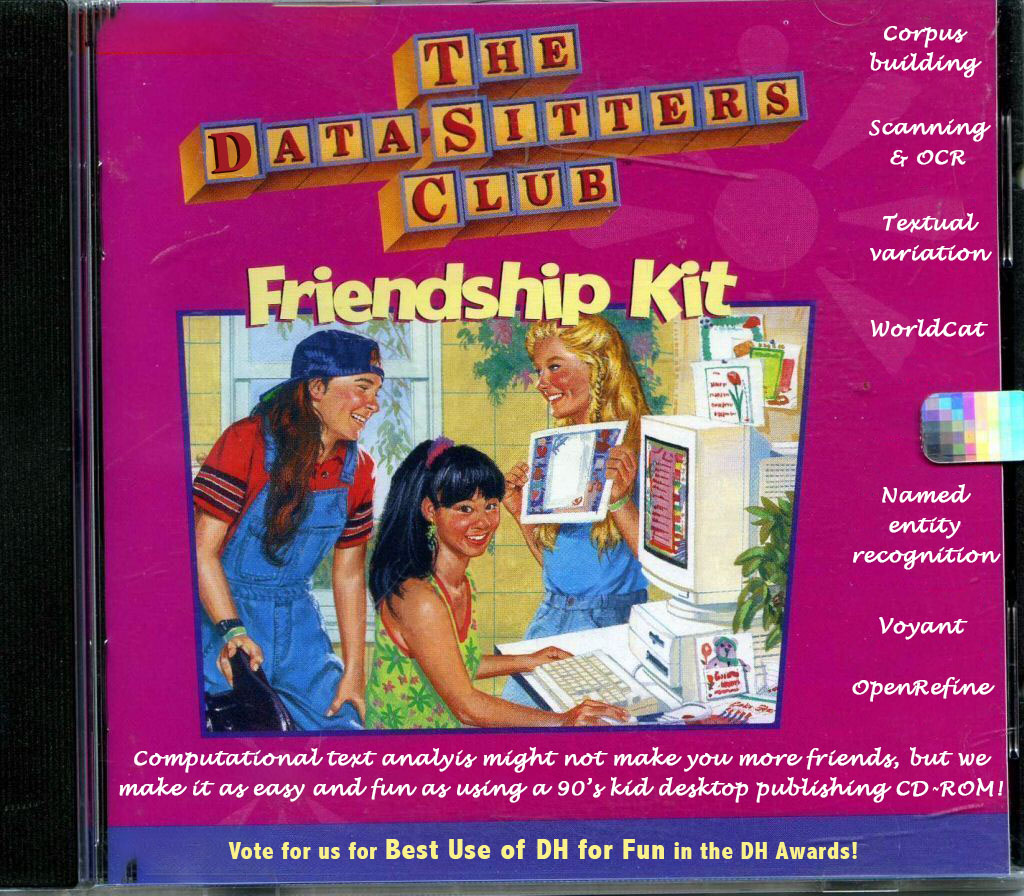 THE
DATA SITTERS
CLUB
Friendship Kit
Corpus
building
Scanning
& OCR
Textual
variation
WorldCat
Named
entity
recognition
Voyant
OpenRefine
Computational text analyis might not make you more friends, but we
make it as easy and fun as using a 90's kid desktop publishing CD-ROM!
Vote for us for Best Use of DH for Fun in the DH Awards!